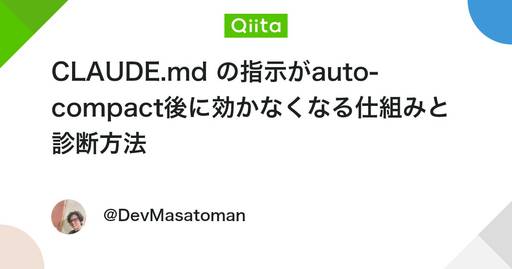 Qiita
CLAUDE.md の指示がauto-
compact後に効かなくなる仕組みと
診断方法
@DevMasatoman